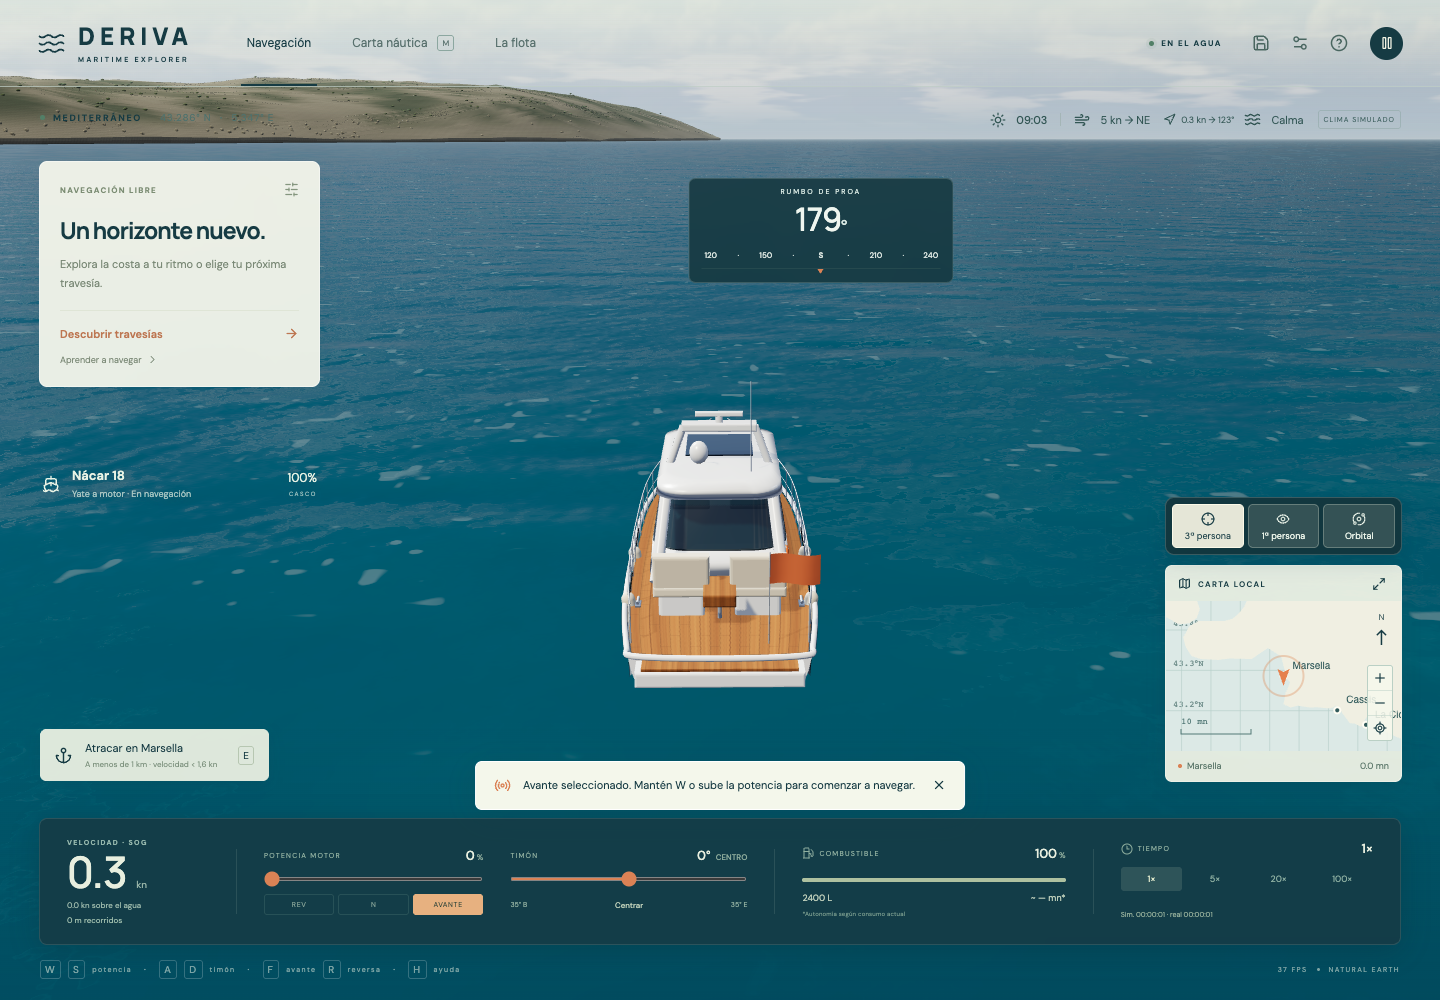 DERIVA
MARITIME EXPLORER
Navegación
Carta náutica M
La flota
EN EL AGUA
MEDITERRÁNEO
09:03
5 kn → NE
0.3 kn → 123°
Calma
CLIMA SIMULADO
NAVEGACIÓN LIBRE
Un horizonte nuevo.
Explora la costa a tu ritmo o elige tu próxima
travesía.
Descubrir travesías
Aprender a navegar
RUMBO DE PROA
179°
120 · 150 · S · 210 · 240
Nácar 18
Yate a motor · En navegación
100%
CASCO
3ª persona
1ª persona
Orbital
CARTA LOCAL
N
43.3°N
Marsella
43.2°N
10 mn
Marsella
0.0 mn
Atracar en Marsella
A menos de 1 km · velocidad < 1,6 kn
E
Avante seleccionado. Mantén W o sube la potencia para comenzar a navegar.
VELOCIDAD · SOG
0.3 kn
0.0 kn sobre el agua
0 m recorridos
POTENCIA MOTOR
0 %
REV
N
AVANTE
TIMÓN
0° CENTRO
35° B
Centrar
35° E
COMBUSTIBLE
100 %
2400 L
~ — mn*
*Autonomía según consumo actual
TIEMPO
1×
1×
5×
20×
100×
Sim. 00:00:01 · real 00:00:01
W S potencia · A D timón · F avante R reversa · H ayuda
37 FPS • NATURAL EARTH